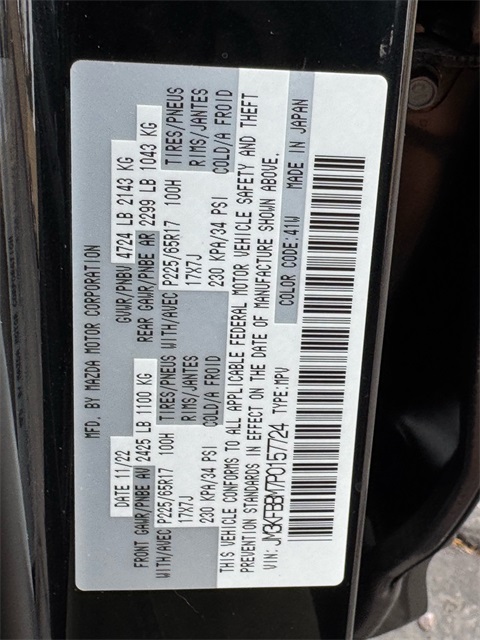 MFD. BY MAZDA MOTOR CORPORATION
DATE 11/22 GVWR/PNBV 4724 LB 2143 KG
FRONT GAWR/PNBE AV 2425 LB 1100 KG REAR GAWR/PNBE AR 2299 LB 1043 KG
WITH/AVEC P225/65R17 100H TIRES/PNEUS WITH/AVEC P225/65R17 100H TIRES/PNEUS
17X7J RIMS/JANTES 17X7J RIMS/JANTES
230 KPA/34 PSI COLD/A FROID 230 KPA/34 PSI COLD/A FROID
THIS VEHICLE CONFORMS TO ALL APPLICABLE FEDERAL MOTOR VEHICLE SAFETY AND THEFT
PREVENTION STANDARDS IN EFFECT ON THE DATE OF MANUFACTURE SHOWN ABOVE.
VIN: JM3KFBBM7P0157724 TYPE:MPV COLOR CODE:41W MADE IN JAPAN